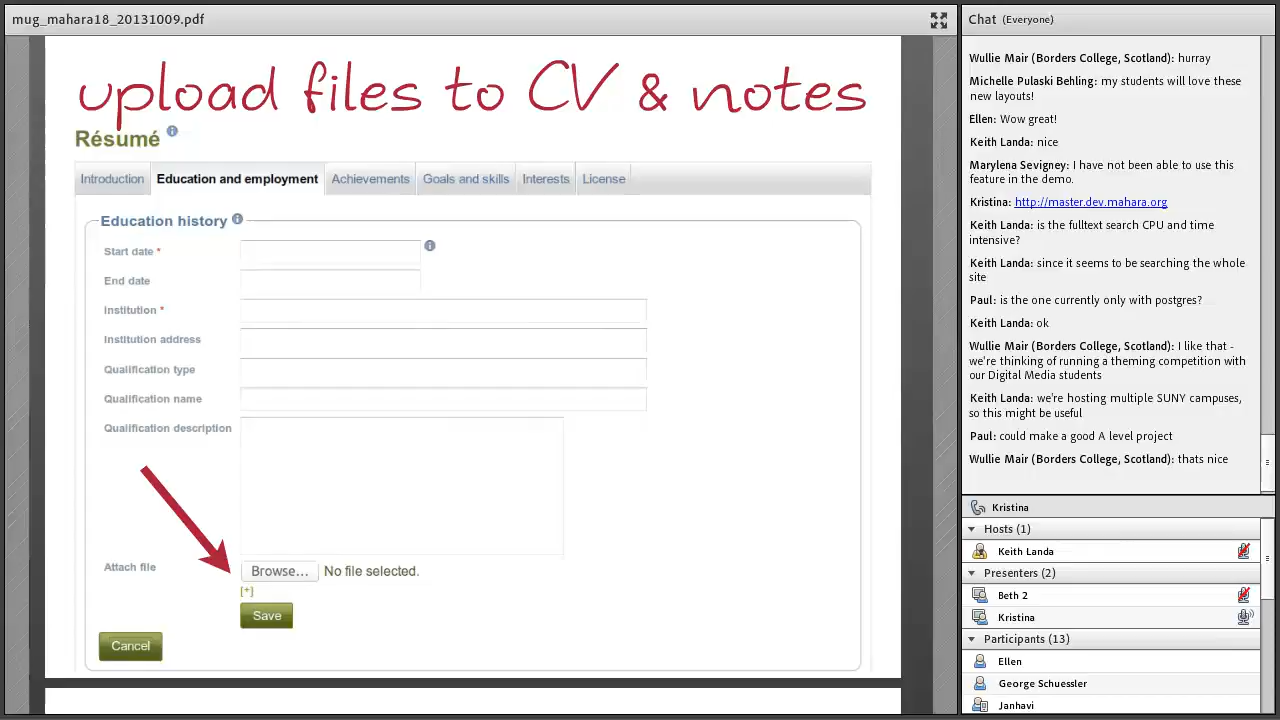 mug_mahara18_20131009.pdf
upload files to CV & notes
Résumé
Introduction
Education and employment
Achievements
Goals and skills
Interests
License
Education history
Start date *
End date
Institution *
Institution address
Qualification type
Qualification name
Qualification description
Attach file
Browse... No file selected.
[+]
Save
Cancel
Chat (Everyone)
Wullie Mair (Borders College, Scotland): hurray
Michelle Pulaski Behling: my students will love these
new layouts!
Ellen: Wow great!
Keith Landa: nice
Marylena Sevigney: I have not been able to use this
feature in the demo.
Kristina: http://master.dev.mahara.org
Keith Landa: is the fulltext search CPU and time
intensive?
Keith Landa: since it seems to be searching the whole
site
Paul: is the one currently only with postgres?
Keith Landa: ok
Wullie Mair (Borders College, Scotland): I like that -
we're thinking of running a theming competition with
our Digital Media students
Keith Landa: we're hosting multiple SUNY campuses,
so this might be useful
Paul: could make a good A level project
Wullie Mair (Borders College, Scotland): thats nice
Kristina
Hosts (1)
Keith Landa
Presenters (2)
Beth 2
Kristina
Participants (13)
Ellen
George Schuessler
Janhavi